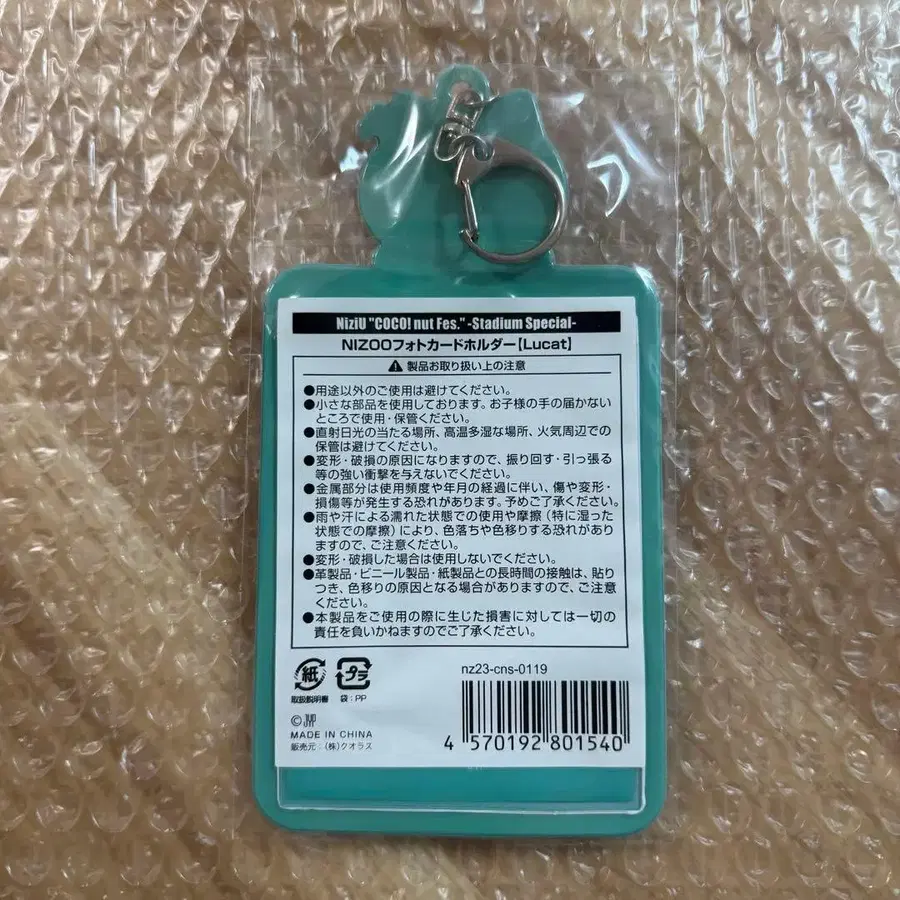 NiziU "COCO! nut Fes." -Stadium Special-
NIZOOフォトカードホルダー【Lucat】
製品お取り扱い上の注意
●用途以外のご使用は避けてください。
●小さな部品を使用しております。お子様の手の届かない
ところで使用・保管ください。
●直射日光の当たる場所、高温多湿な場所、火気周辺での
保管は避けてください。
●変形・破損の原因になりますので、振り回す・引っ張る
等の強い衝撃を与えないでください。
●金属部分は使用頻度や年月の経過に伴い、傷や変形・
損傷等が発生する恐れがあります。予めご了承ください。
●雨や汗による濡れた状態での使用や摩擦(特に湿った
状態での摩擦)により、色落ちや色移りする恐れがあり
ますので、ご注意ください。
●変形・破損した場合は使用しないでください。
●革製品・ビニール製品・紙製品との長時間の接触は、貼り
つき、色移りの原因となる場合がありますので、ご注意
ください。
●本製品をご使用の際に生じた損害に対しては一切の
責任を負いかねますのでご了承ください。
紙
取扱説明書
プラ
袋:PP
nz23-cns-0119
©JYP
MADE IN CHINA
販売元:(株)クオラス
4 570192 801540